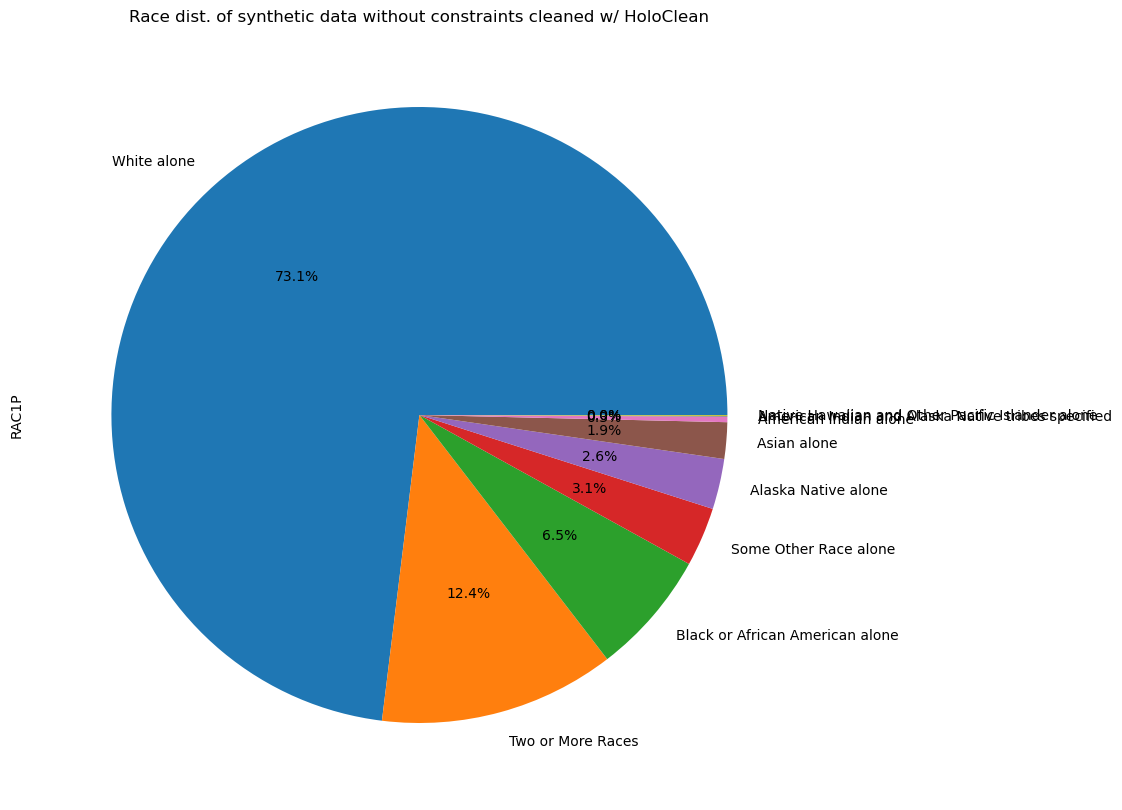 Race dist. of synthetic data without constraints cleaned w/ HoloClean
White alone
73.1%
RAC1P
American Indian alone
1.9%
Asian alone
2.6%
Alaska Native alone
3.1%
Some Other Race alone
6.5%
12.4%
Black or African American alone
Two or More Races